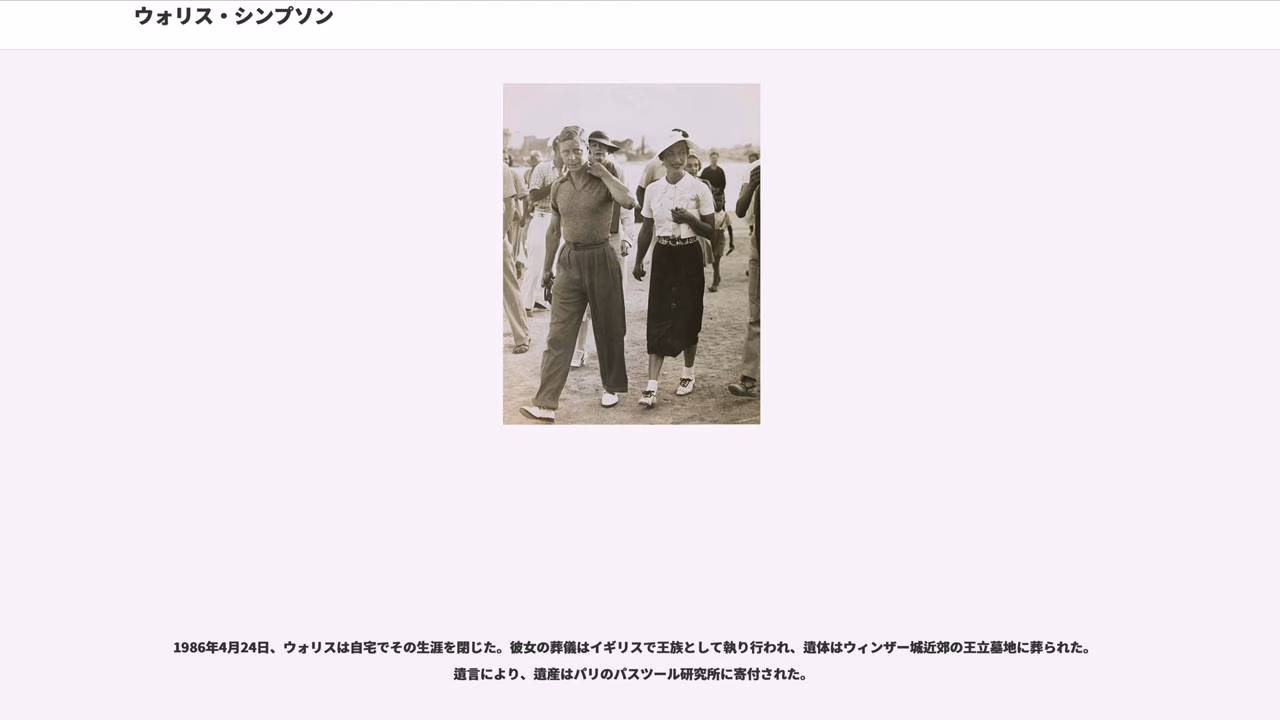 ウォリス・シンプソン
1986年4月24日、ウォリスは自宅でその生涯を閉じた。彼女の葬儀はイギリスで王族として執り行われ、遺体はウィンザー城近郊の王立墓地に葬られた。
遺言により、遺産はパリのパスツール研究所に寄付された。